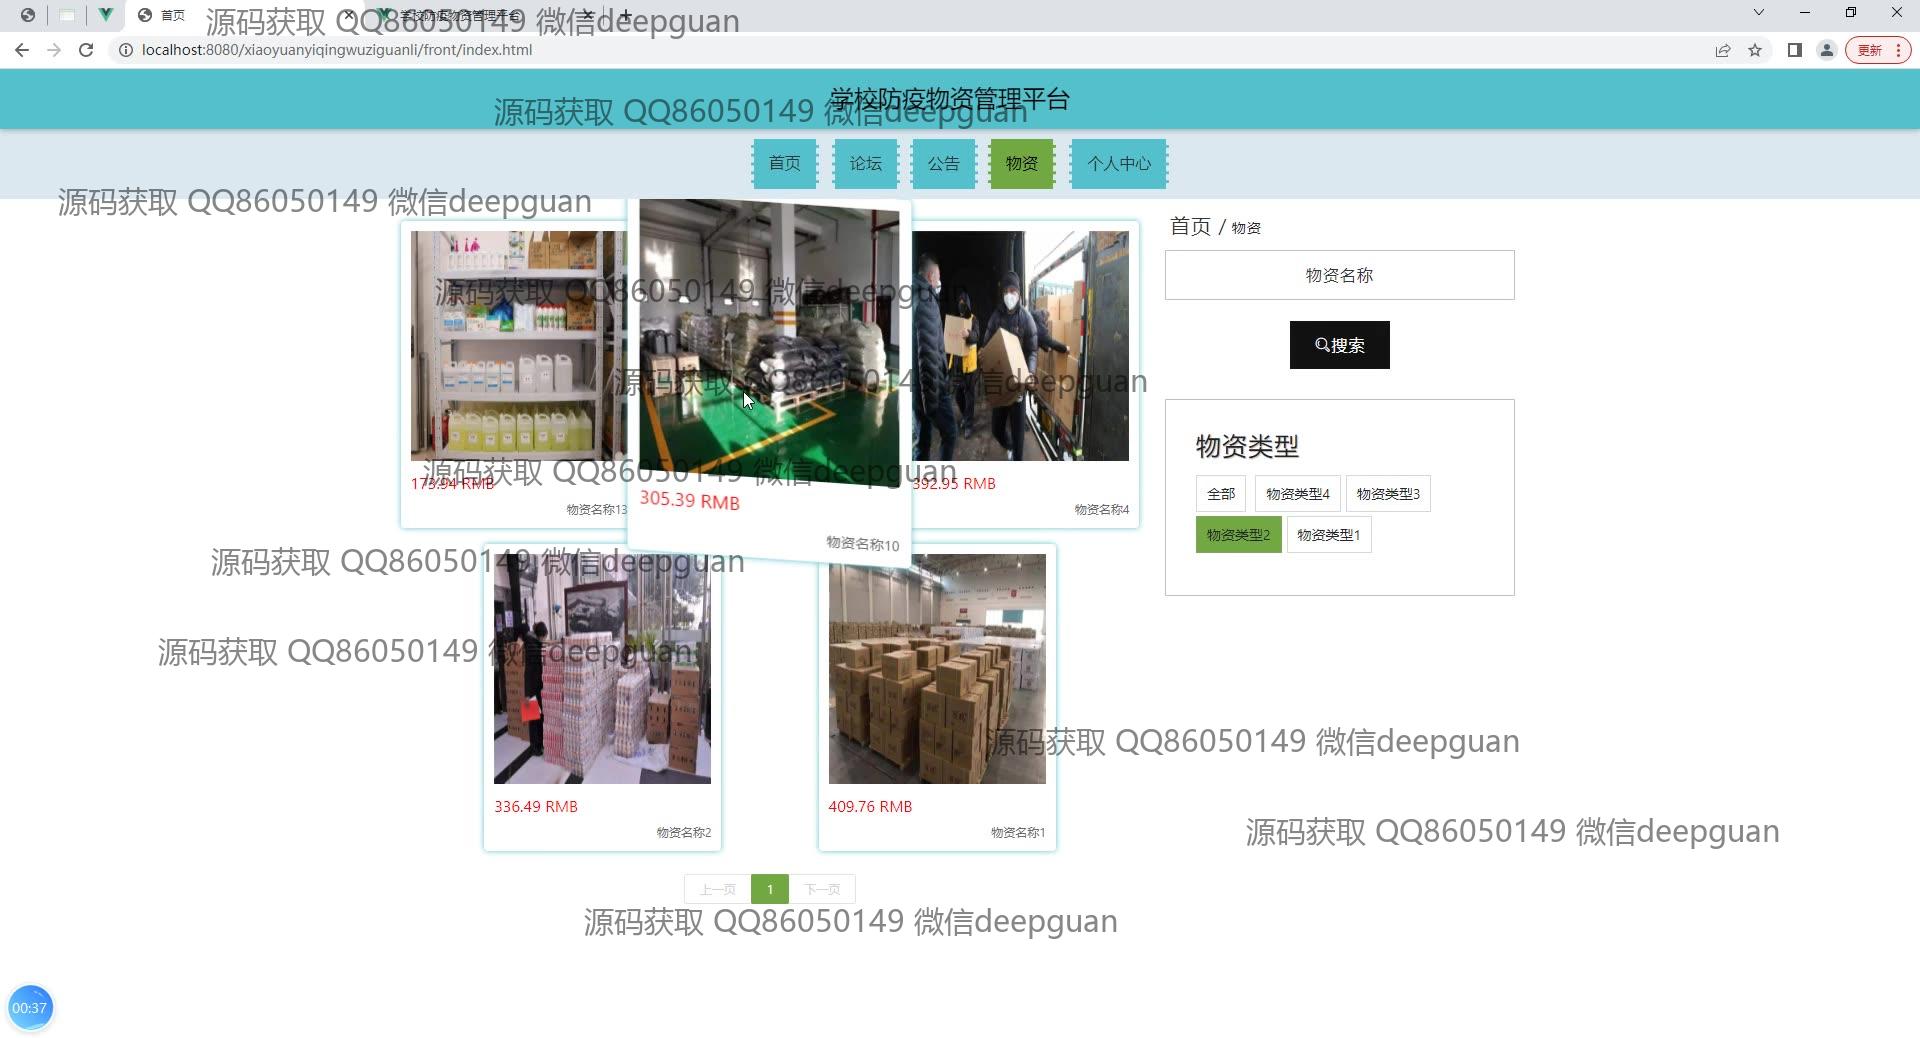 首页
学校防疫物资管理平台
源码获取 QQ86050149 微信deepguan
localhost:8080/xiaoyuanyiqingwuziguanli/front/index.html
更新
学校防疫物资管理平台
源码获取 QQ86050149 微信deepguan
首页
论坛
公告
物资
个人中心
源码获取 QQ86050149 微信deepguan
首页 / 物资
物资名称
源码获取 QQ86050149 微信deepguan
搜索
源码获取 QQ86050149 微信deepguan
物资类型
全部
物资类型4
物资类型3
物资类型2
物资类型1
源码获取 QQ86050149 微信deepguan
173.94 RMB
物资名称13
305.39 RMB
物资名称10
392.95 RMB
物资名称4
源码获取 QQ86050149 微信deepguan
源码获取 QQ86050149 微信deepguan
源码获取 QQ86050149 微信deepguan
336.49 RMB
物资名称2
409.76 RMB
物资名称1
源码获取 QQ86050149 微信deepguan
上一页
1
下一页
源码获取 QQ86050149 微信deepguan
00:37